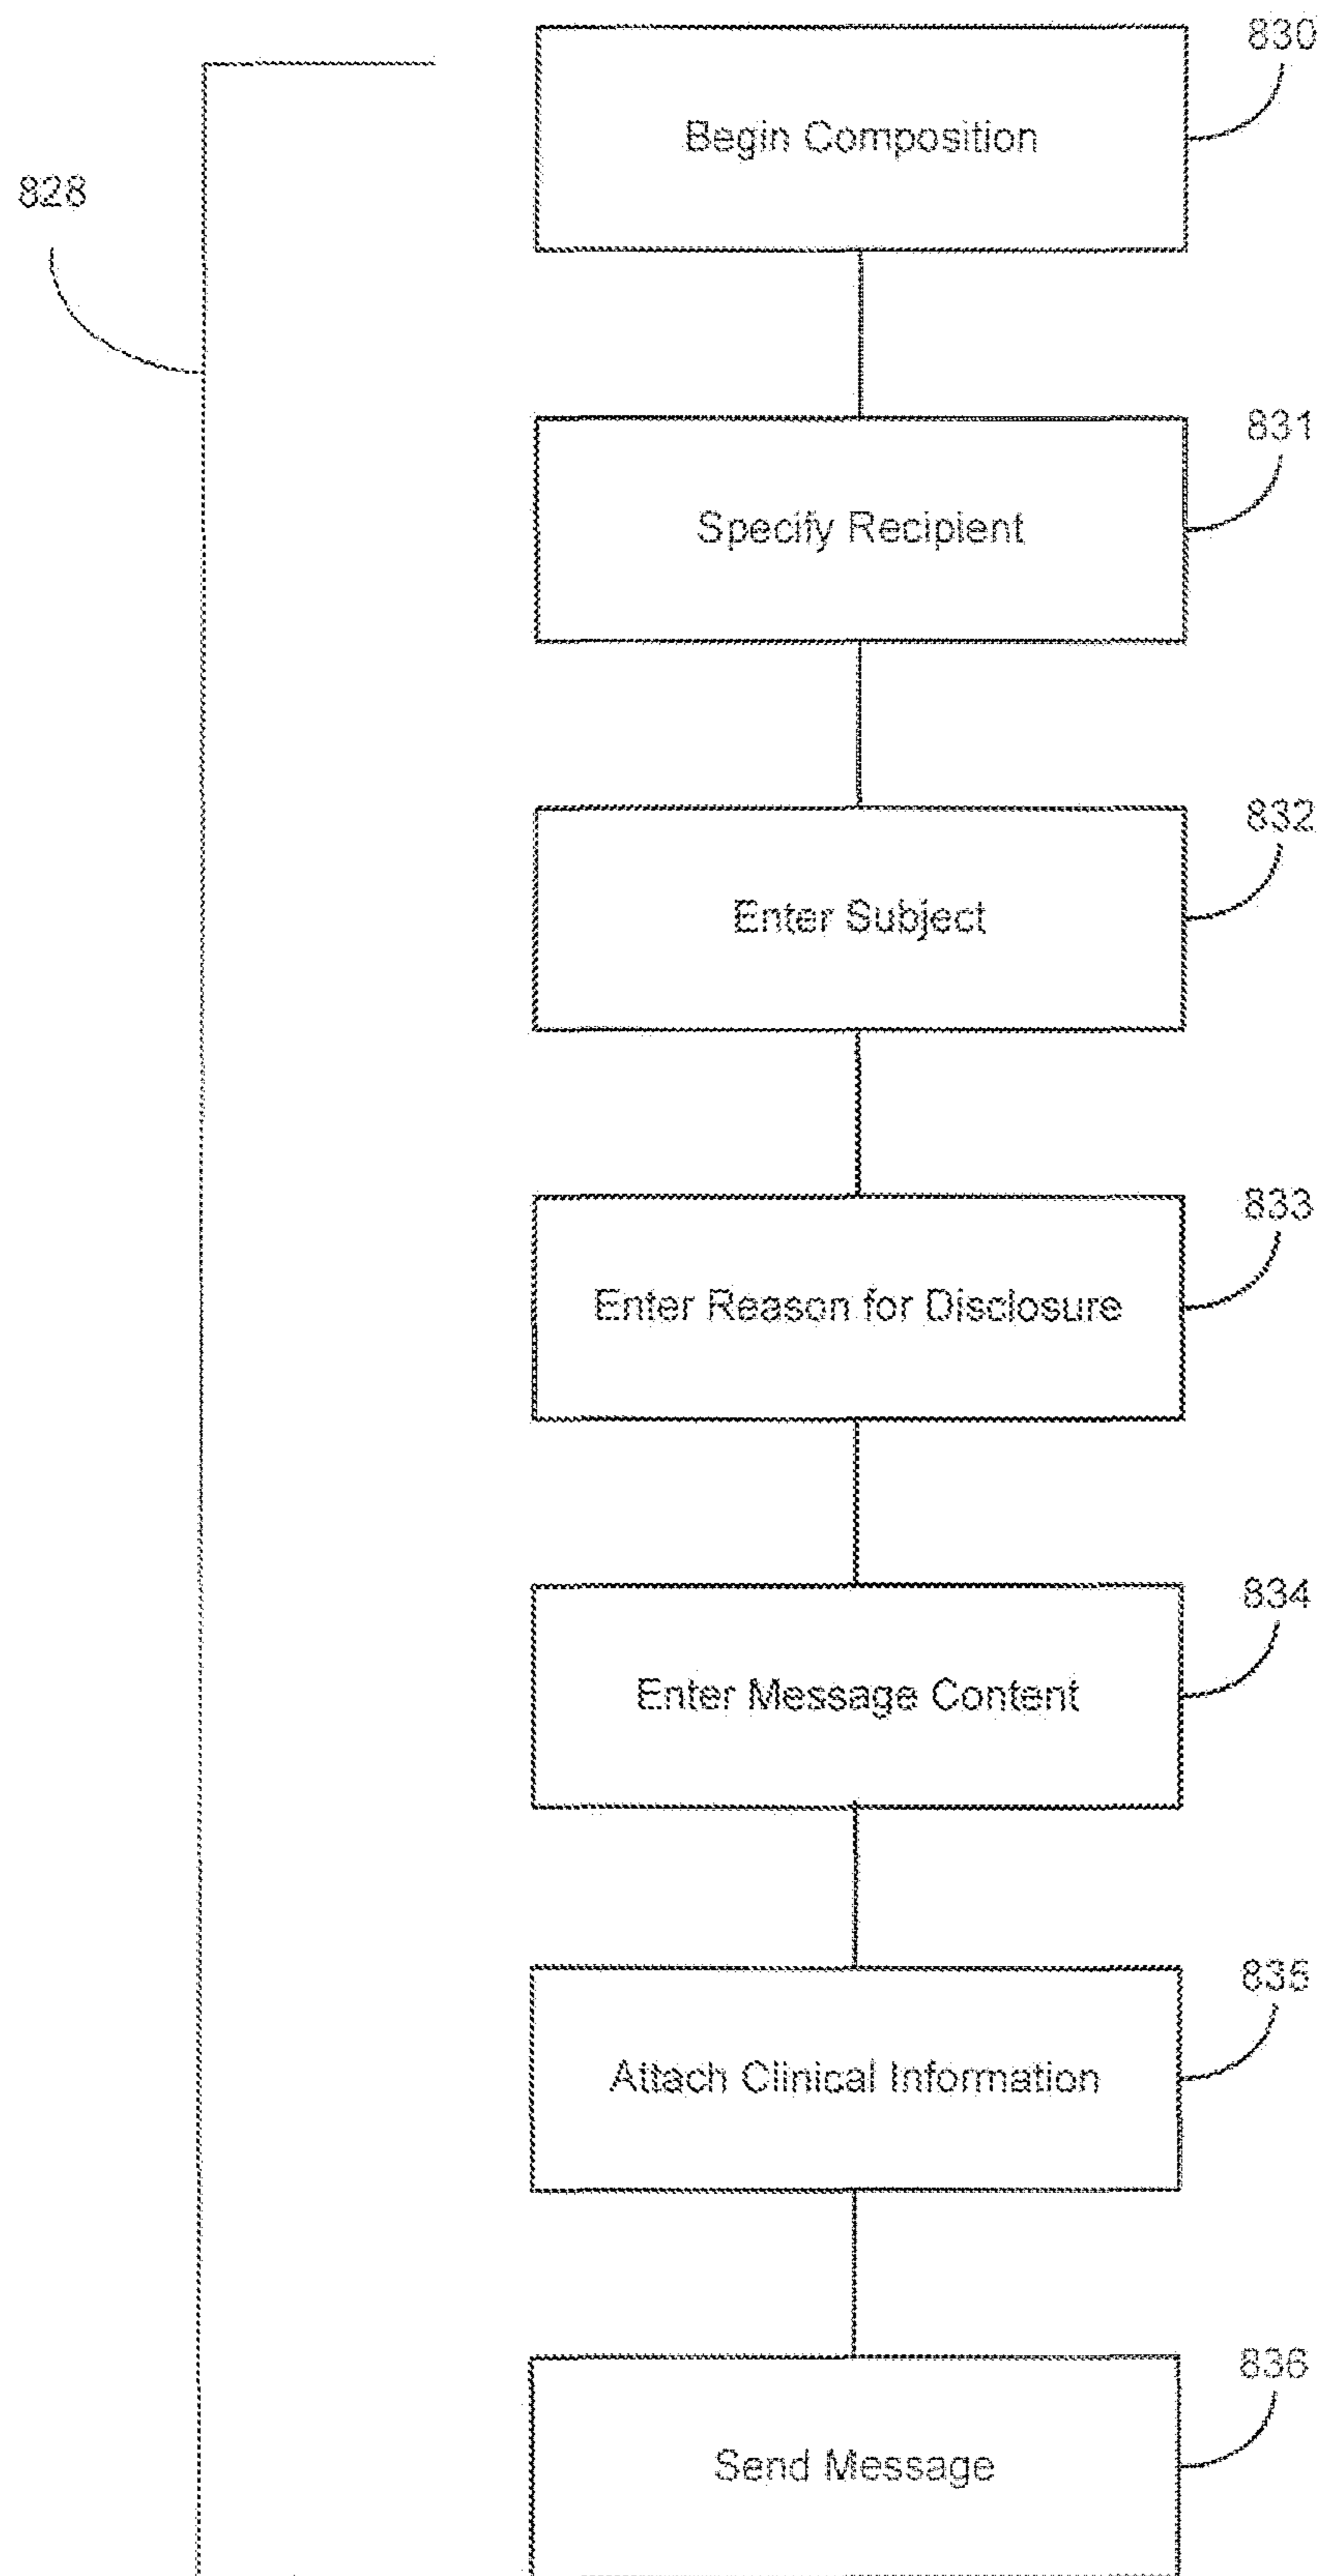 830
Begin Composition
828
831
Specify Recipient
832
Enter Subject
833
Enter Reason for Disclosure
834
Enter Message Content
835
Attach Clinical Information
836
Send Message